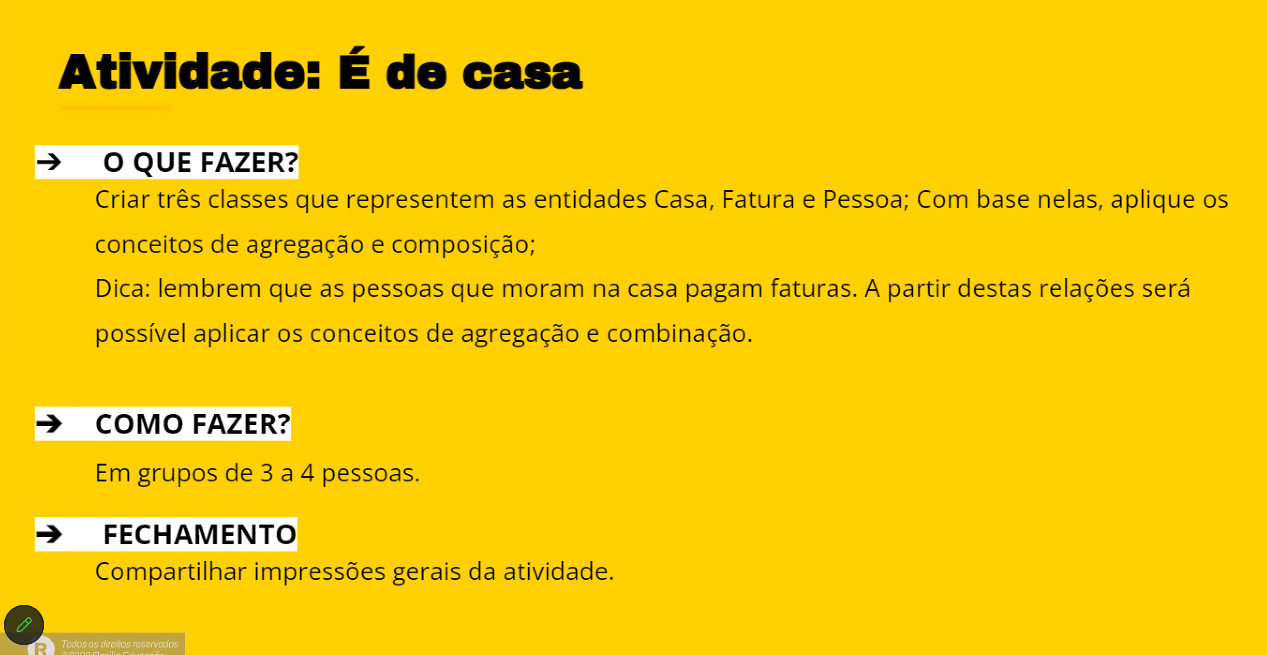 Atividade: É de casa
➔ O QUE FAZER?
Criar três classes que representem as entidades Casa, Fatura e Pessoa; Com base nelas, aplique os
conceitos de agregação e composição;
Dica: lembrem que as pessoas que moram na casa pagam faturas. A partir destas relações será
possível aplicar os conceitos de agregação e combinação.
➔ COMO FAZER?
Em grupos de 3 a 4 pessoas.
➔ FECHAMENTO
Compartilhar impressões gerais da atividade.
R
Todos os direitos reservados